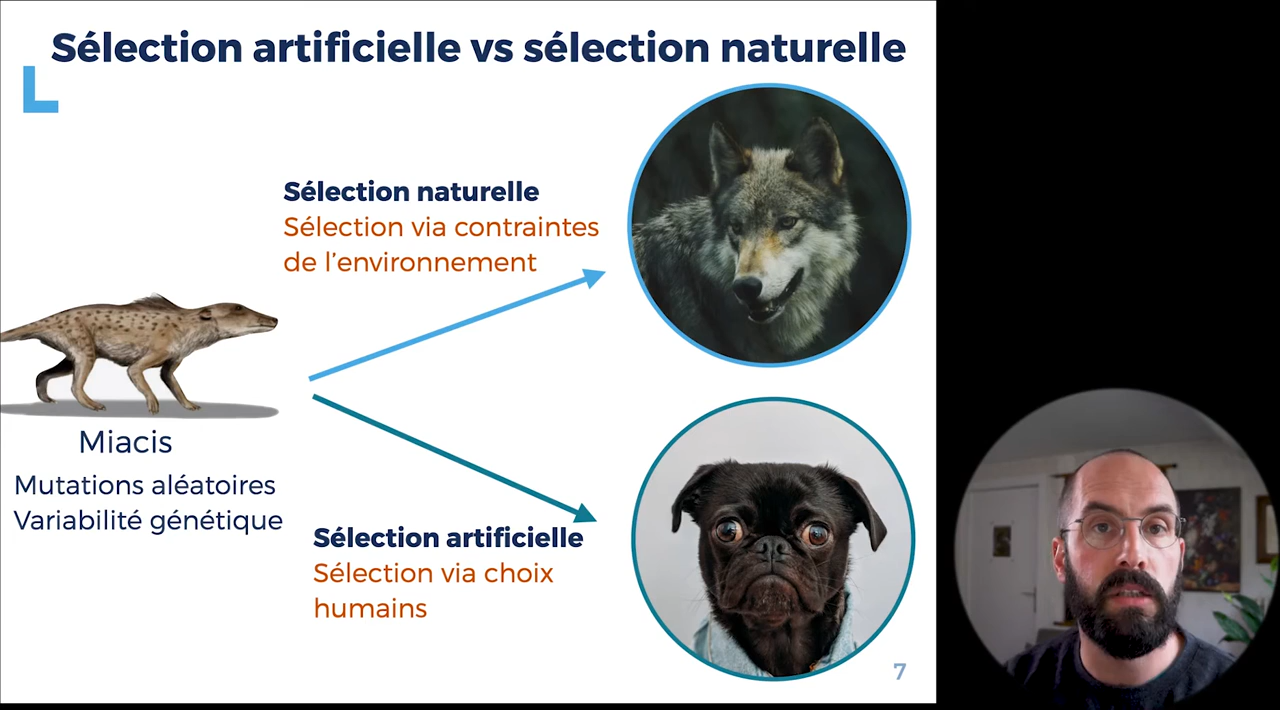 Sélection artificielle vs sélection naturelle
Sélection naturelle
Sélection via contraintes
de l'environnement
Miacis
Mutations aléatoires
Variabilité génétique
Sélection artificielle
Sélection via choix
humains
7